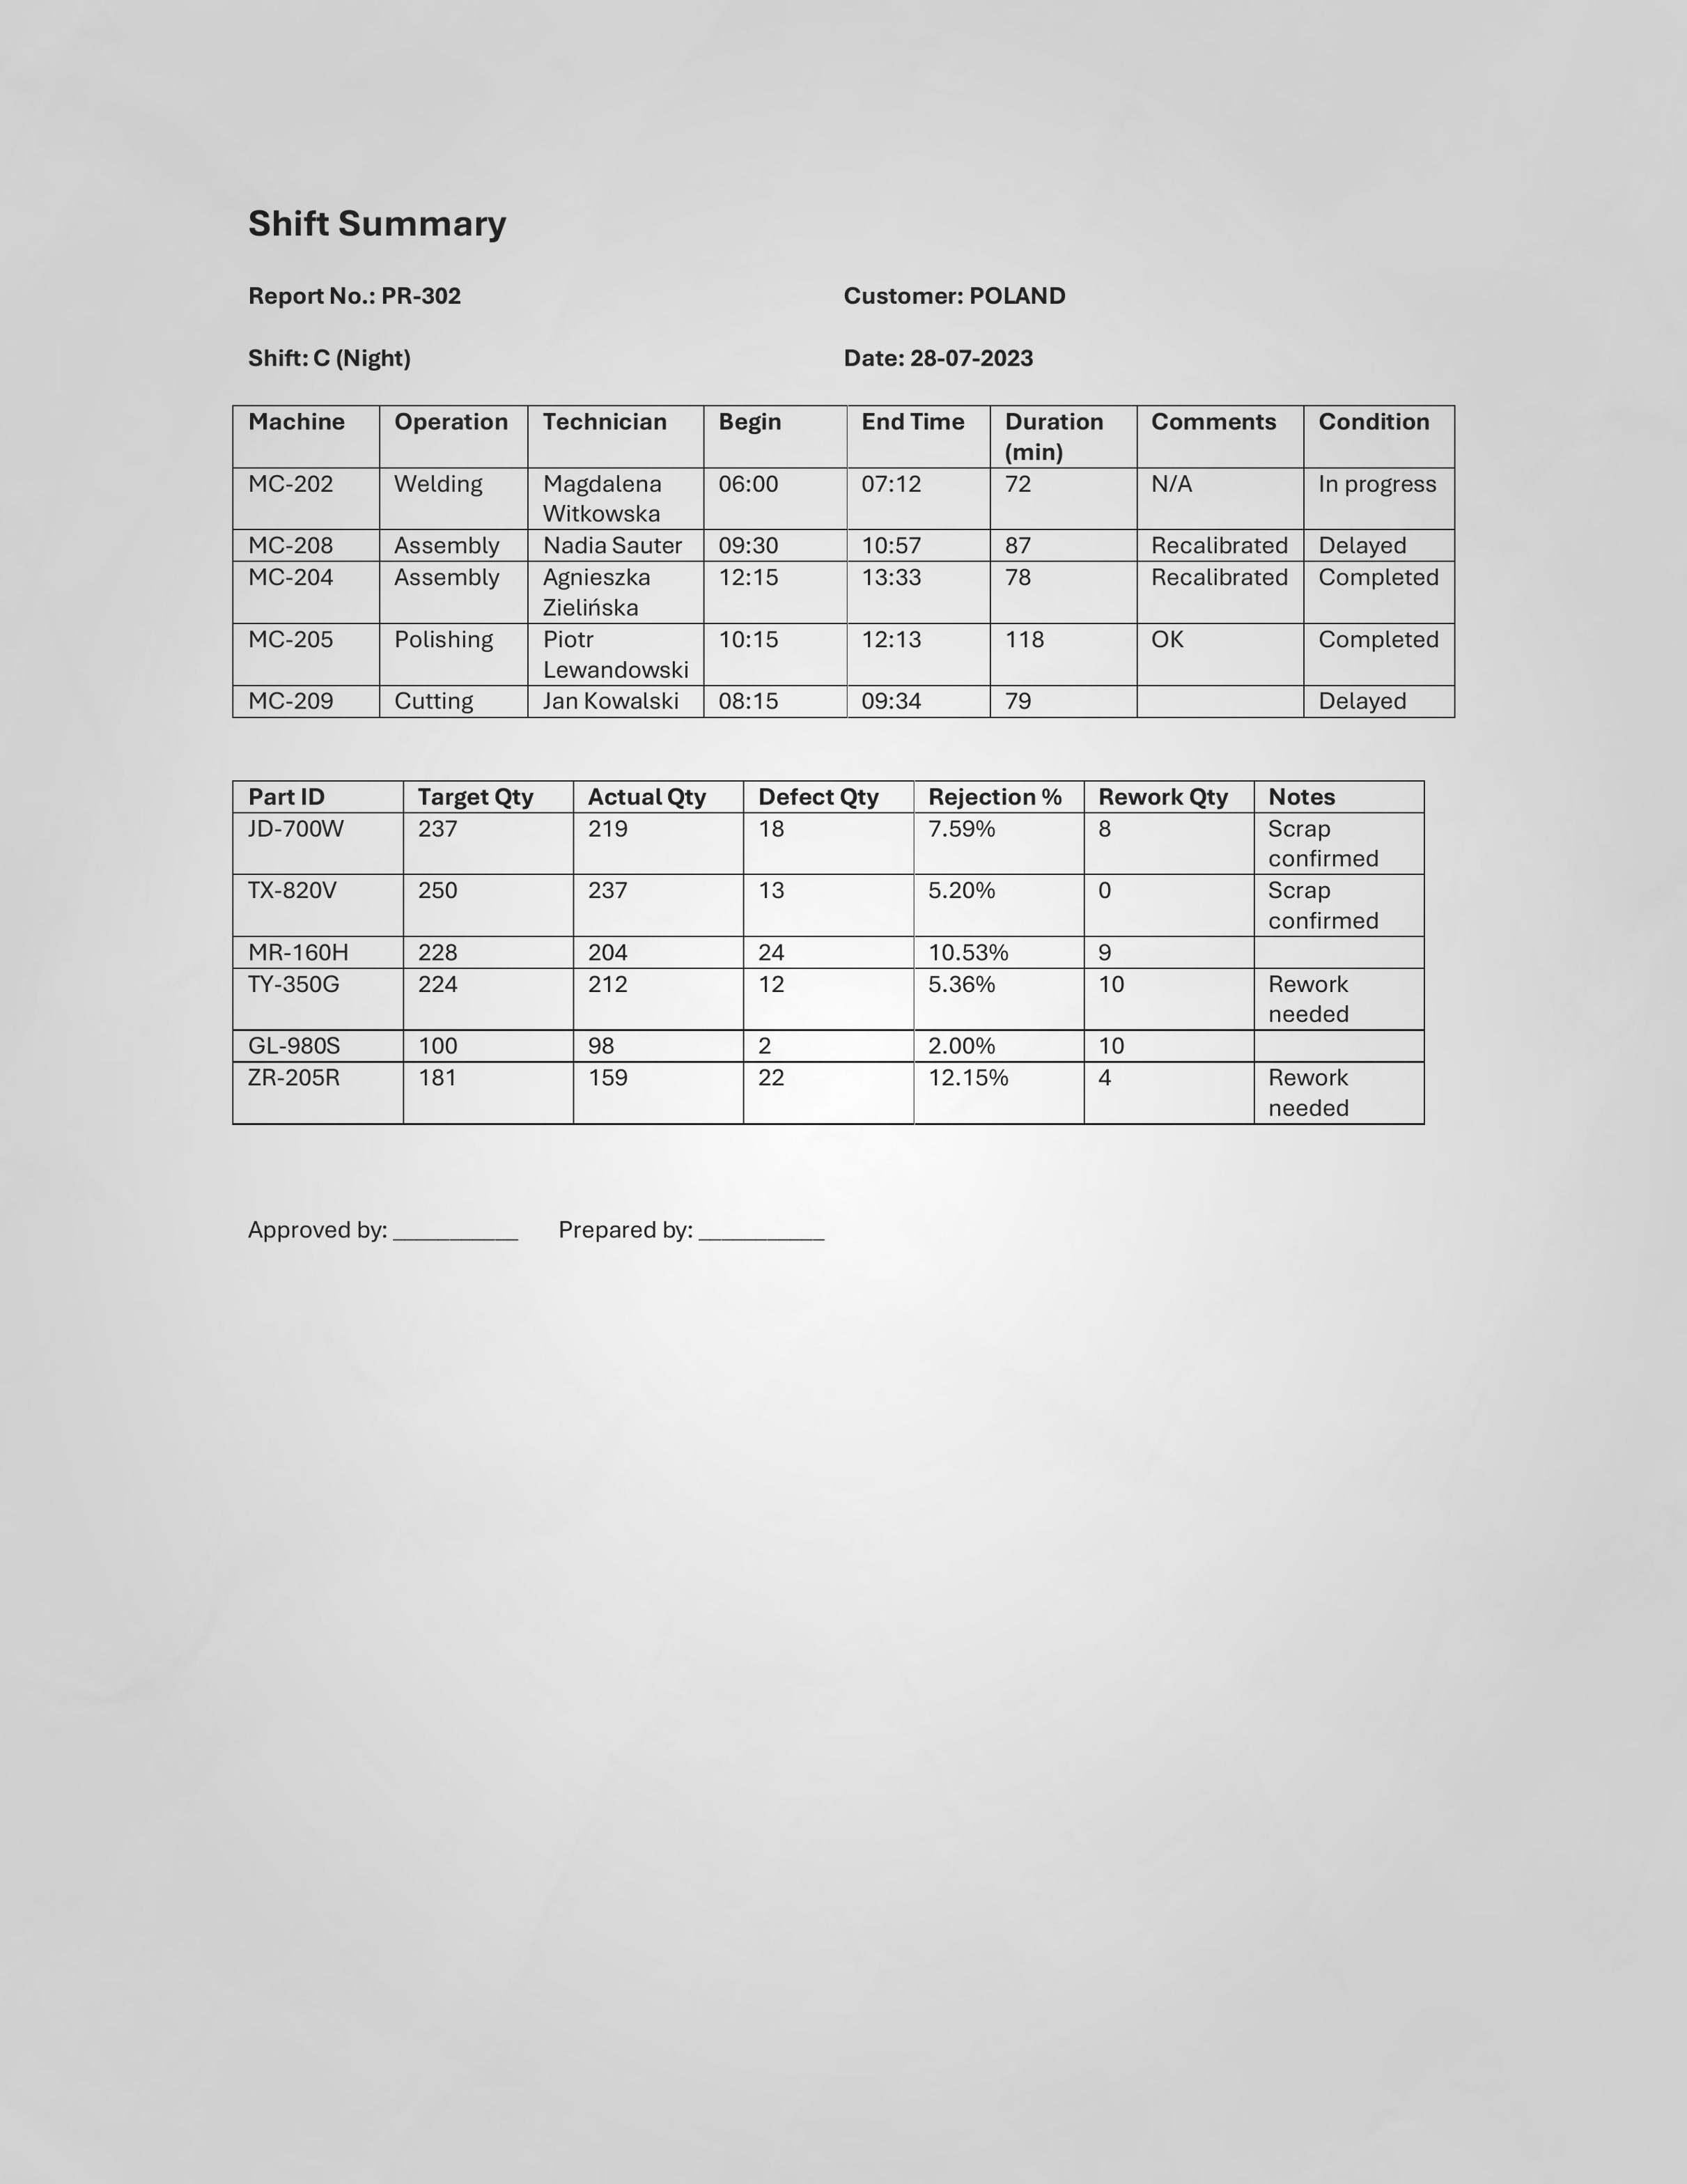 Shift Summary
Report No.: PR-302 Customer: POLAND
Shift: C (Night) Date: 28-07-2023
Machine Operation Technician Begin End Time Duration (min) Comments Condition
MC-202 Welding Magdalena Witkowska 06:00 07:12 72 N/A In progress
MC-208 Assembly Nadia Sauter 09:30 10:57 87 Recalibrated Delayed
MC-204 Assembly Agnieszka Zielińska 12:15 13:33 78 Recalibrated Completed
MC-205 Polishing Piotr Lewandowski 10:15 12:13 118 OK Completed
MC-209 Cutting Jan Kowalski 08:15 09:34 79 Delayed
Part ID Target Qty Actual Qty Defect Qty Rejection % Rework Qty Notes
JD-700W 237 219 18 7.59% 8 Scrap confirmed
TX-820V 250 237 13 5.20% 0 Scrap confirmed
MR-160H 228 204 24 10.53% 9
TY-350G 224 212 12 5.36% 10 Rework needed
GL-980S 100 98 2 2.00% 10
ZR-205R 181 159 22 12.15% 4 Rework needed
Approved by: __________ Prepared by: __________